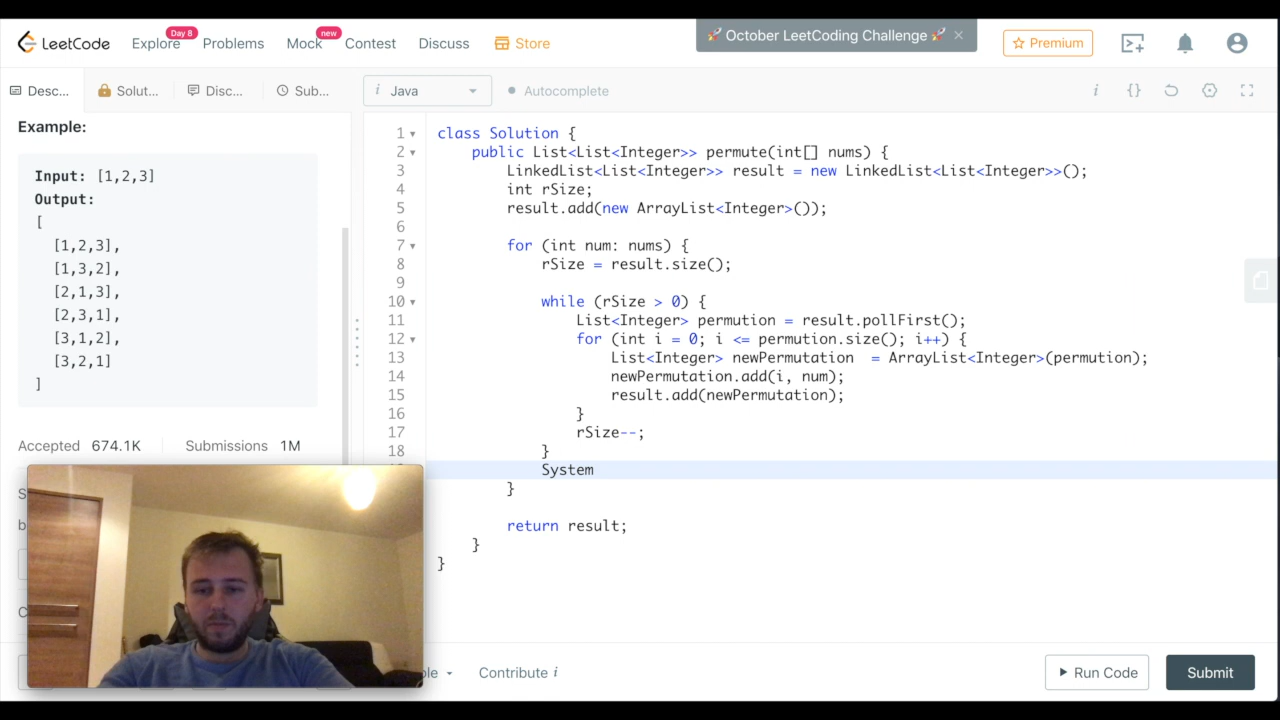 LeetCode
Explore
Day 8
Problems
Mock
new
Contest
Discuss
Store
🚀 October LeetCoding Challenge 🚀 ×
Premium
Desc...
Solut...
Disc...
Sub...
i Java
Autocomplete
i
{}
Example:
Input: [1,2,3]
Output:
[
[1,2,3],
[1,3,2],
[2,1,3],
[2,3,1],
[3,1,2],
[3,2,1]
]
Accepted 674.1K
Submissions 1M
S
b
C
1 class Solution {
2 public List<List<Integer>> permute(int[] nums) {
3 LinkedList<List<Integer>> result = new LinkedList<List<Integer>>();
4 int rSize;
5 result.add(new ArrayList<Integer>());
6
7 for (int num: nums) {
8 rSize = result.size();
9
10 while (rSize > 0) {
11 List<Integer> permution = result.pollFirst();
12 for (int i = 0; i <= permution.size(); i++) {
13 List<Integer> newPermutation  = ArrayList<Integer>(permution);
14 newPermutation.add(i, num);
15 result.add(newPermutation);
16 }
17 rSize--;
18 }
System
}
return result;
}
}
ole
Contribute i
Run Code
Submit